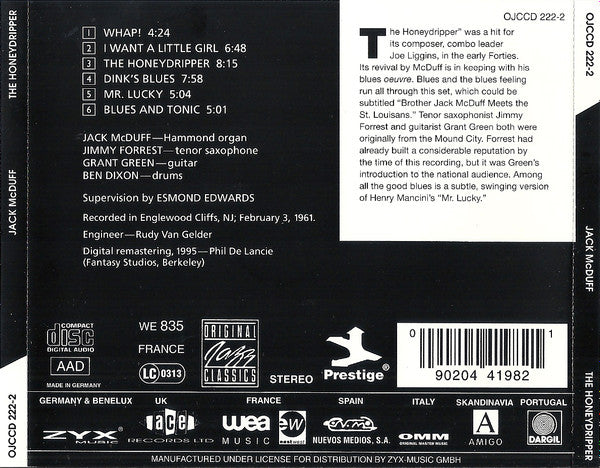 OJCCD 222-2
THE HONEYDRIPPER
JACK McDUFF
OJCCD 222-2
1 WHAP! 4:24
2 I WANT A LITTLE GIRL 6:48
3 THE HONEYDRIPPER 8:15
4 DINK'S BLUES 7:58
5 MR. LUCKY 5:04
6 BLUES AND TONIC 5:01
JACK McDUFF—Hammond organ
JIMMY FORREST—tenor saxophone
GRANT GREEN—guitar
BEN DIXON—drums
Supervision by ESMOND EDWARDS
Recorded in Englewood Cliffs, NJ; February 3, 1961.
Engineer—Rudy Van Gelder
Digital remastering, 1995—Phil De Lancie
(Fantasy Studios, Berkeley)
The Honeydripper" was a hit for
its composer, combo leader
Joe Liggins, in the early Forties.
Its revival by McDuff is in keeping with his
blues oeuvre. Blues and the blues feeling
run all through this set, which could be
subtitled "Brother Jack McDuff Meets the
St. Louisans." Tenor saxophonist Jimmy
Forrest and guitarist Grant Green both were
originally from the Mound City. Forrest had
already built a considerable reputation by
the time of this recording, but it was Green's
introduction to the national audience. Among
all the good blues is a subtle, swinging version
of Henry Mancini's "Mr. Lucky."
COMPACT
disc
DIGITAL AUDIO
AAD
MADE IN GERMANY
WE 835
FRANCE
LC 0313
ORIGINAL
Jazz
CLASSICS
STEREO
Prestige®
0 1
90204 41982
GERMANY & BENELUX
UK
FRANCE
SPAIN
ITALY
SKANDINAVIA
PORTUGAL
ZYX
MUSIC
ace
RECORDS LTD
wea
MUSIC
ew
eastwest
N.M.
NUEVOS MEDIOS, S.A.
OMM
ORIGINAL MASTER MUSIC
A
AMIGO
DARGIL
MANUFACTURED UNDER LICENSE FOR DISTRIBUTION BY ZYX-MUSIC GMBH
OJCCD 222-2
JACK McDUFF
THE HONEYDRIPPER